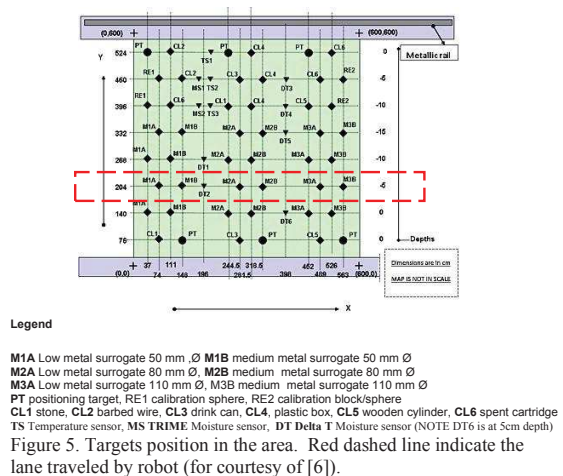 (0,600) (600,600)
Metallic rail
Y
524 PT CL2 TS1 PT CL4 PT CL6 0
460 RE1 CL2 MS1 TS2 CL3 CL4 DT3 CL6 RE2 -5
396 RE1 CL6 MS2 TS3 CL1 CL4 DT4 CL5 RE2 -10
332 M1A M1B M2A M2B DT5 M3A M3B -15
268 M1A M1B DT1 M2A M2B M3A M3B -10
204 M1A M1B DT2 M2A M2B M3A M3B -5
140 M1A M1B M2A M2B DT6 M3A M3B 0
76 CL1 PT CL3 PT CL5 PT 0 Depths
37 111 244.5 318.5 452 526
(0,0) 74 148 196 281.5 398 489 563 (600,0)
Dimensions are in cm
MAP IS NOT IN SCALE
X
Legend
M1A Low metal surrogate 50 mm ,Ø M1B medium metal surrogate 50 mm Ø
M2A Low metal surrogate 80 mm Ø, M2B medium metal surrogate 80 mm Ø
M3A Low metal surrogate 110 mm Ø, M3B medium metal surrogate 110 mm Ø
PT positioning target, RE1 calibration sphere, RE2 calibration block/sphere
CL1 stone, CL2 barbed wire, CL3 drink can, CL4, plastic box, CL5 wooden cylinder, CL6 spent cartridge
TS Temperature sensor, MS TRIME Moisture sensor, DT Delta T Moisture sensor (NOTE DT6 is at 5cm depth)
Figure 5. Targets position in the area. Red dashed line indicate the
lane traveled by robot (for courtesy of [6]).